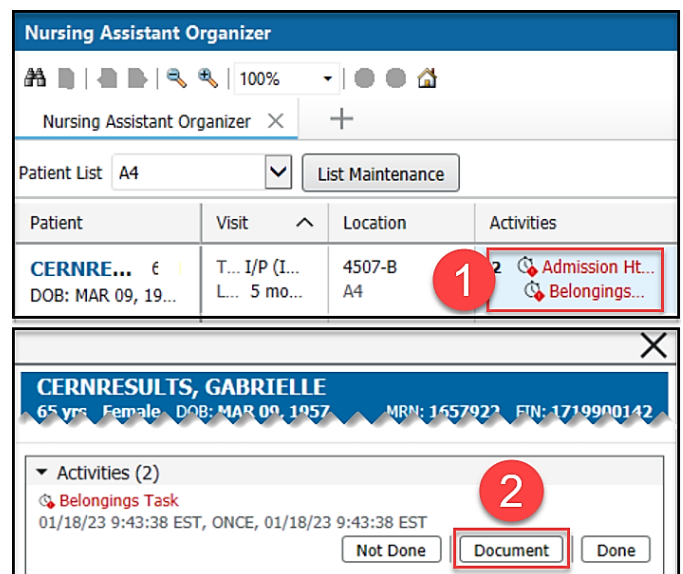 Nursing Assistant Organizer
100%
Nursing Assistant Organizer
Patient List A4 List Maintenance
Patient Visit Location Activities
CERNRE... 6 T... I/P (I... 4507-B 1 2 Admission Ht...
DOB: MAR 09, 19... L... 5 mo... A4 Belongings...
CERNRESULTS, GABRIELLE
65 yrs Female DOB: MAR 09, 1957 MRN: 1657922 FIN: 1719900142
Activities (2)
2
Belongings Task
01/18/23 9:43:38 EST, ONCE, 01/18/23 9:43:38 EST
Not Done Document Done